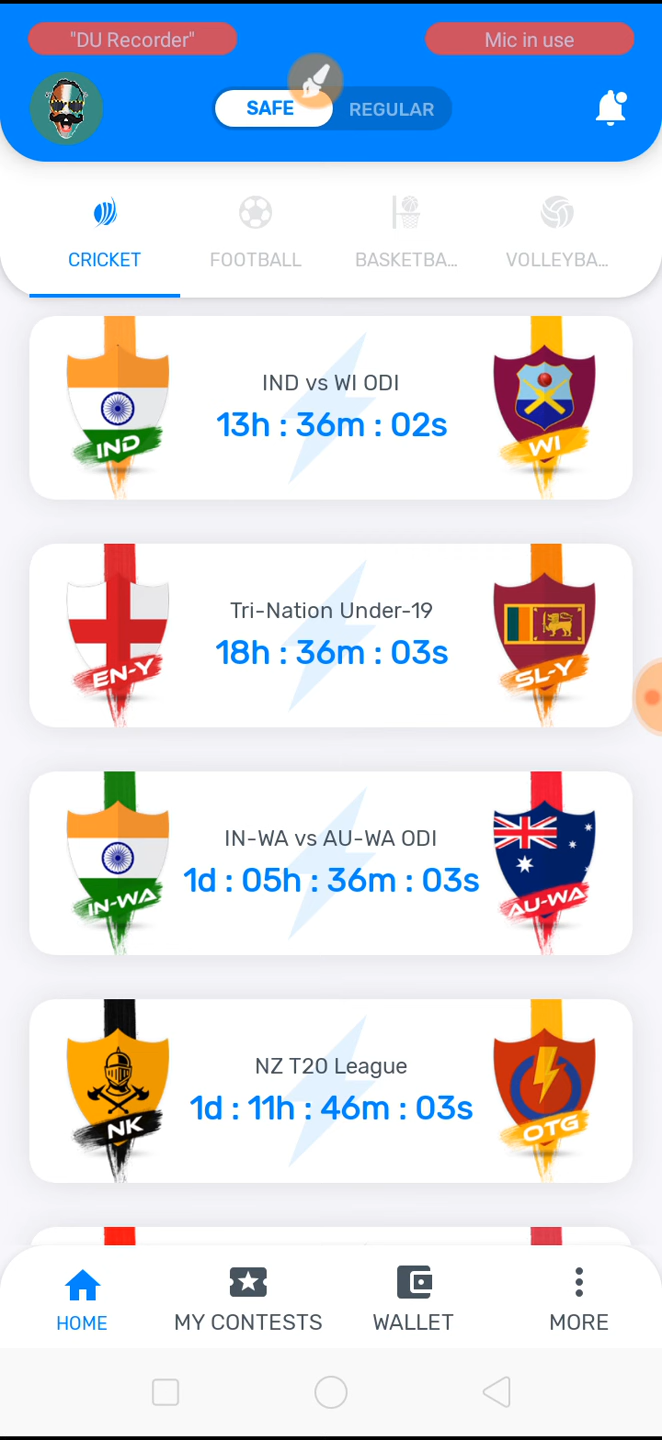 "DU Recorder"
Mic in use
SAFE
REGULAR
CRICKET
FOOTBALL
BASKETBA...
VOLLEYBA...
IND vs WI ODI
13h : 36m : 02s
IND
WI
Tri-Nation Under-19
18h : 36m : 03s
EN-Y
SL-Y
IN-WA vs AU-WA ODI
1d : 05h : 36m : 03s
IN-WA
AU-WA
NZ T20 League
1d : 11h : 46m : 03s
NK
OTG
HOME
MY CONTESTS
WALLET
MORE